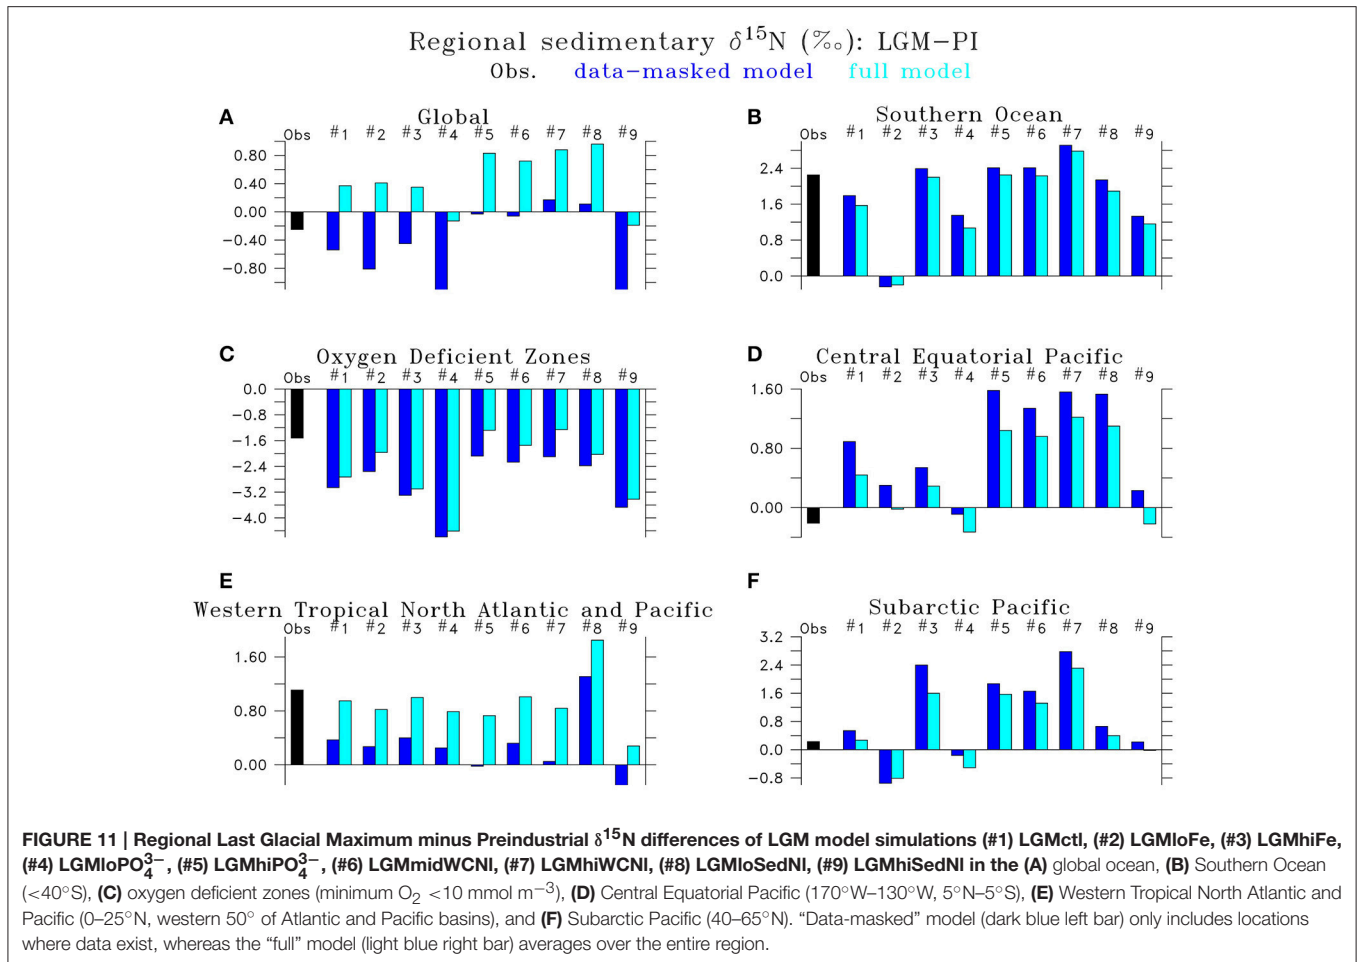 Regional sedimentary δ¹⁵N (‰): LGM−PI
Obs. data−masked model full model
A Global
Obs #1 #2 #3 #4 #5 #6 #7 #8 #9
0.80
0.40
0.00
−0.40
−0.80
B Southern Ocean
Obs #1 #2 #3 #4 #5 #6 #7 #8 #9
2.4
1.6
0.8
0.0
C Oxygen Deficient Zones
Obs #1 #2 #3 #4 #5 #6 #7 #8 #9
0.0
−0.8
−1.6
−2.4
−3.2
−4.0
D Central Equatorial Pacific
Obs #1 #2 #3 #4 #5 #6 #7 #8 #9
1.60
0.80
0.00
E
Western Tropical North Atlantic and Pacific
Obs #1 #2 #3 #4 #5 #6 #7 #8 #9
1.60
0.80
0.00
F
Subarctic Pacific
Obs #1 #2 #3 #4 #5 #6 #7 #8 #9
3.2
2.4
1.6
0.8
0.0
−0.8
FIGURE 11 | Regional Last Glacial Maximum minus Preindustrial δ¹⁵N differences of LGM model simulations (#1) LGMctl, (#2) LGMloFe, (#3) LGMhiFe,
(#4) LGMloPO₄³⁻, (#5) LGMhiPO₄³⁻, (#6) LGMmidWCNl, (#7) LGMhiWCNl, (#8) LGMloSedNl, (#9) LGMhiSedNl in the (A) global ocean, (B) Southern Ocean
(<40°S), (C) oxygen deficient zones (minimum O₂ <10 mmol m⁻³), (D) Central Equatorial Pacific (170°W–130°W, 5°N–5°S), (E) Western Tropical North Atlantic and
Pacific (0–25°N, western 50° of Atlantic and Pacific basins), and (F) Subarctic Pacific (40–65°N). “Data-masked” model (dark blue left bar) only includes locations
where data exist, whereas the “full” model (light blue right bar) averages over the entire region.